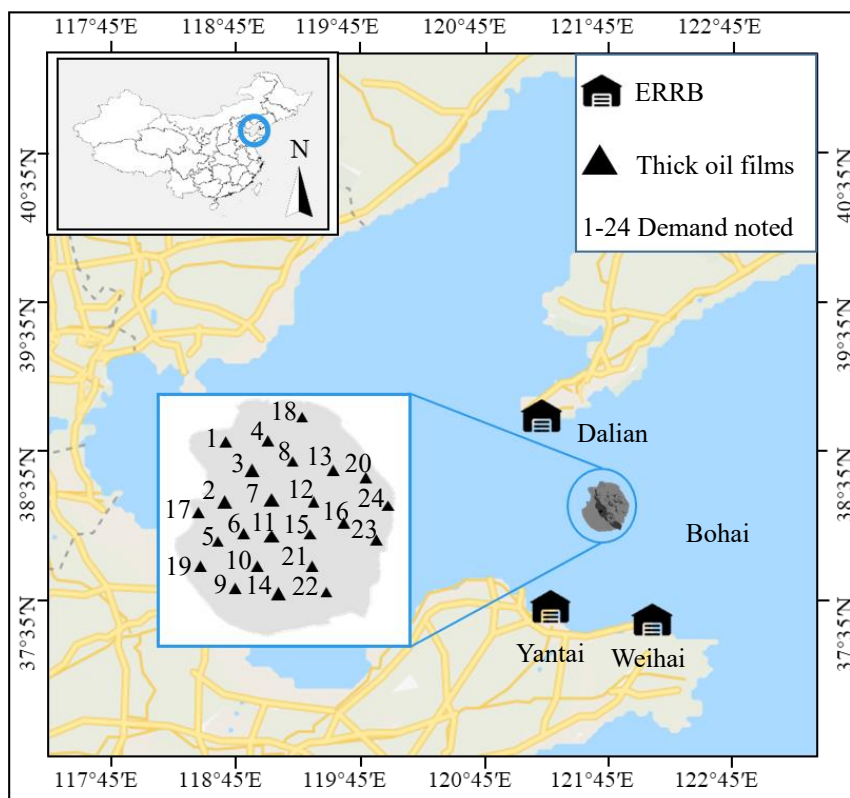 117°45′E 118°45′E 119°45′E 120°45′E 121°45′E 122°45′E
N
ERRB
Thick oil films
1-24 Demand noted
40°35′N
40°35′N
39°35′N
39°35′N
38°35′N
38°35′N
37°35′N
37°35′N
18
4
1
8
13
3
20
2
7
12
24
17
16
6
11
15
23
5
19
10
21
9
14
22
Dalian
Bohai
Yantai
Weihai
117°45′E 118°45′E 119°45′E 120°45′E 121°45′E 122°45′E